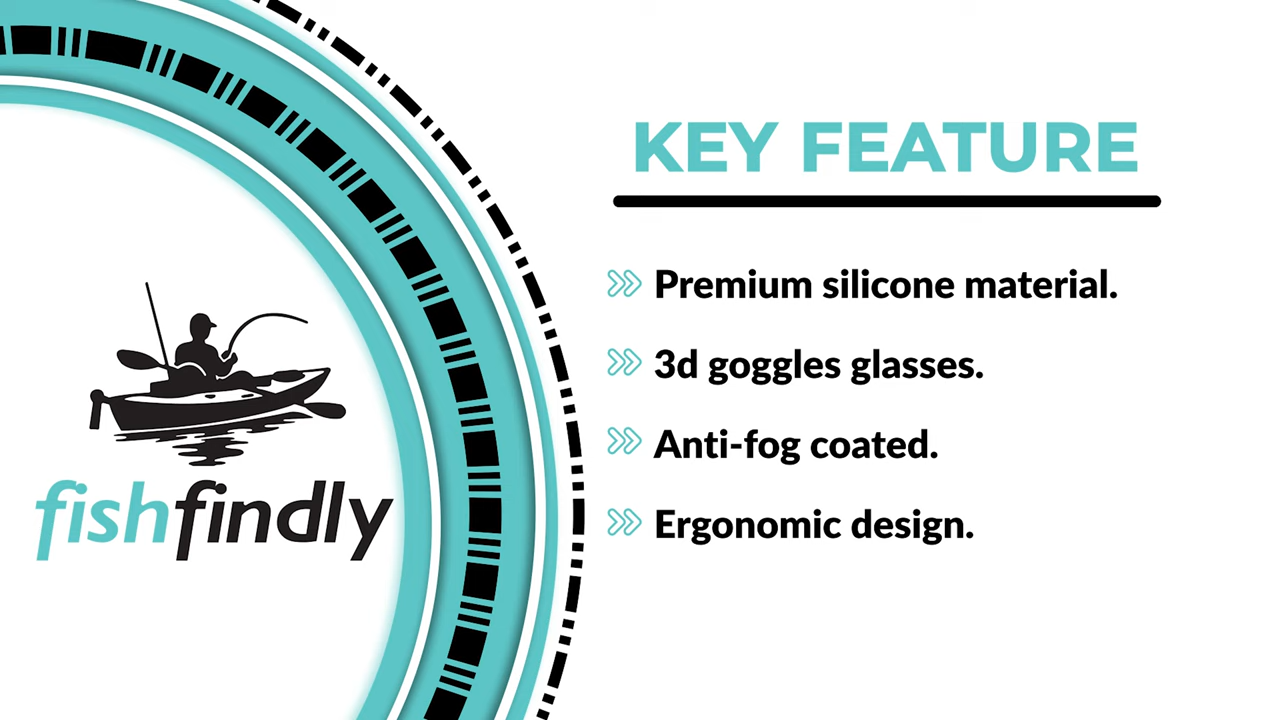 KEY FEATURE
Premium silicone material.
3d goggles glasses.
Anti-fog coated.
Ergonomic design.
fishfindly